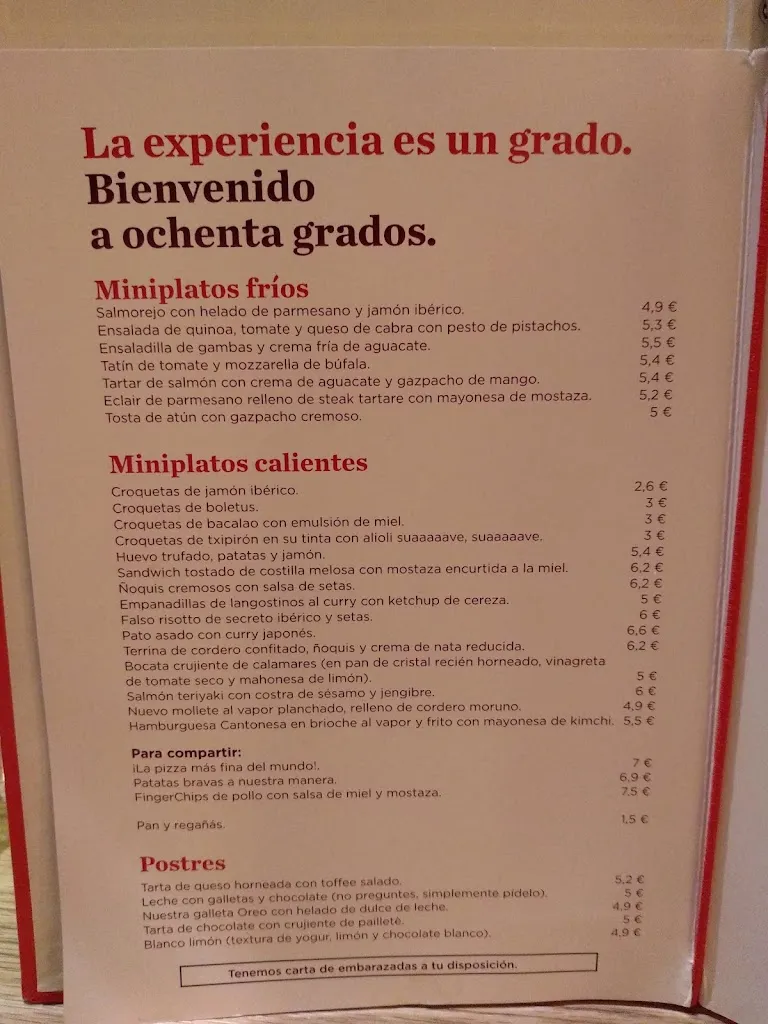 La experiencia es un grado.
Bienvenido
a ochenta grados.
Miniplatos fríos
Salmorejo con helado de parmesano y jamón ibérico. 4,9 €
Ensalada de quinoa, tomate y queso de cabra con pesto de pistachos. 5,3 €
Ensaladilla de gambas y crema fría de aguacate. 5,5 €
Tatín de tomate y mozzarella de búfala. 5,4 €
Tartar de salmón con crema de aguacate y gazpacho de mango. 5,4 €
Eclair de parmesano relleno de steak tartare con mayonesa de mostaza. 5,2 €
Tosta de atún con gazpacho cremoso. 5 €
Miniplatos calientes
Croquetas de jamón ibérico. 2,6 €
Croquetas de boletus. 3 €
Croquetas de bacalao con emulsión de miel. 3 €
Croquetas de txipirón en su tinta con alioli suaaaaave, suaaaaave. 3 €
Huevo trufado, patatas y jamón. 5,4 €
Sandwich tostado de costilla melosa con mostaza encurtida a la miel. 6,2 €
Ñoquis cremosos con salsa de setas. 6,2 €
Empanadillas de langostinos al curry con ketchup de cereza. 5 €
Falso risotto de secreto ibérico y setas. 6 €
Pato asado con curry japonés. 6,6 €
Terrina de cordero confitado, ñoquis y crema de nata reducida. 6,2 €
Bocata crujiente de calamares (en pan de cristal recién horneado, vinagreta
de tomate seco y mahonesa de limón). 5 €
Salmón teriyaki con costra de sésamo y jengibre. 6 €
Nuevo mollete al vapor planchado, relleno de cordero moruno. 4,9 €
Hamburguesa Cantonesa en brioche al vapor y frito con mayonesa de kimchi. 5,5 €
Para compartir:
¡La pizza más fina del mundo!. 7 €
Patatas bravas a nuestra manera. 6,9 €
FingerChips de pollo con salsa de miel y mostaza. 7,5 €
Pan y regañás. 1,5 €
Postres
Tarta de queso horneada con toffee salado. 5,2 €
Leche con galletas y chocolate (no preguntes, simplemente pídelo). 5 €
Nuestra galleta Oreo con helado de dulce de leche. 4,9 €
Tarta de chocolate con crujiente de pailleté. 5 €
Blanco limón (textura de yogur, limón y chocolate blanco). 4,9 €
Tenemos carta de embarazadas a tu disposición.